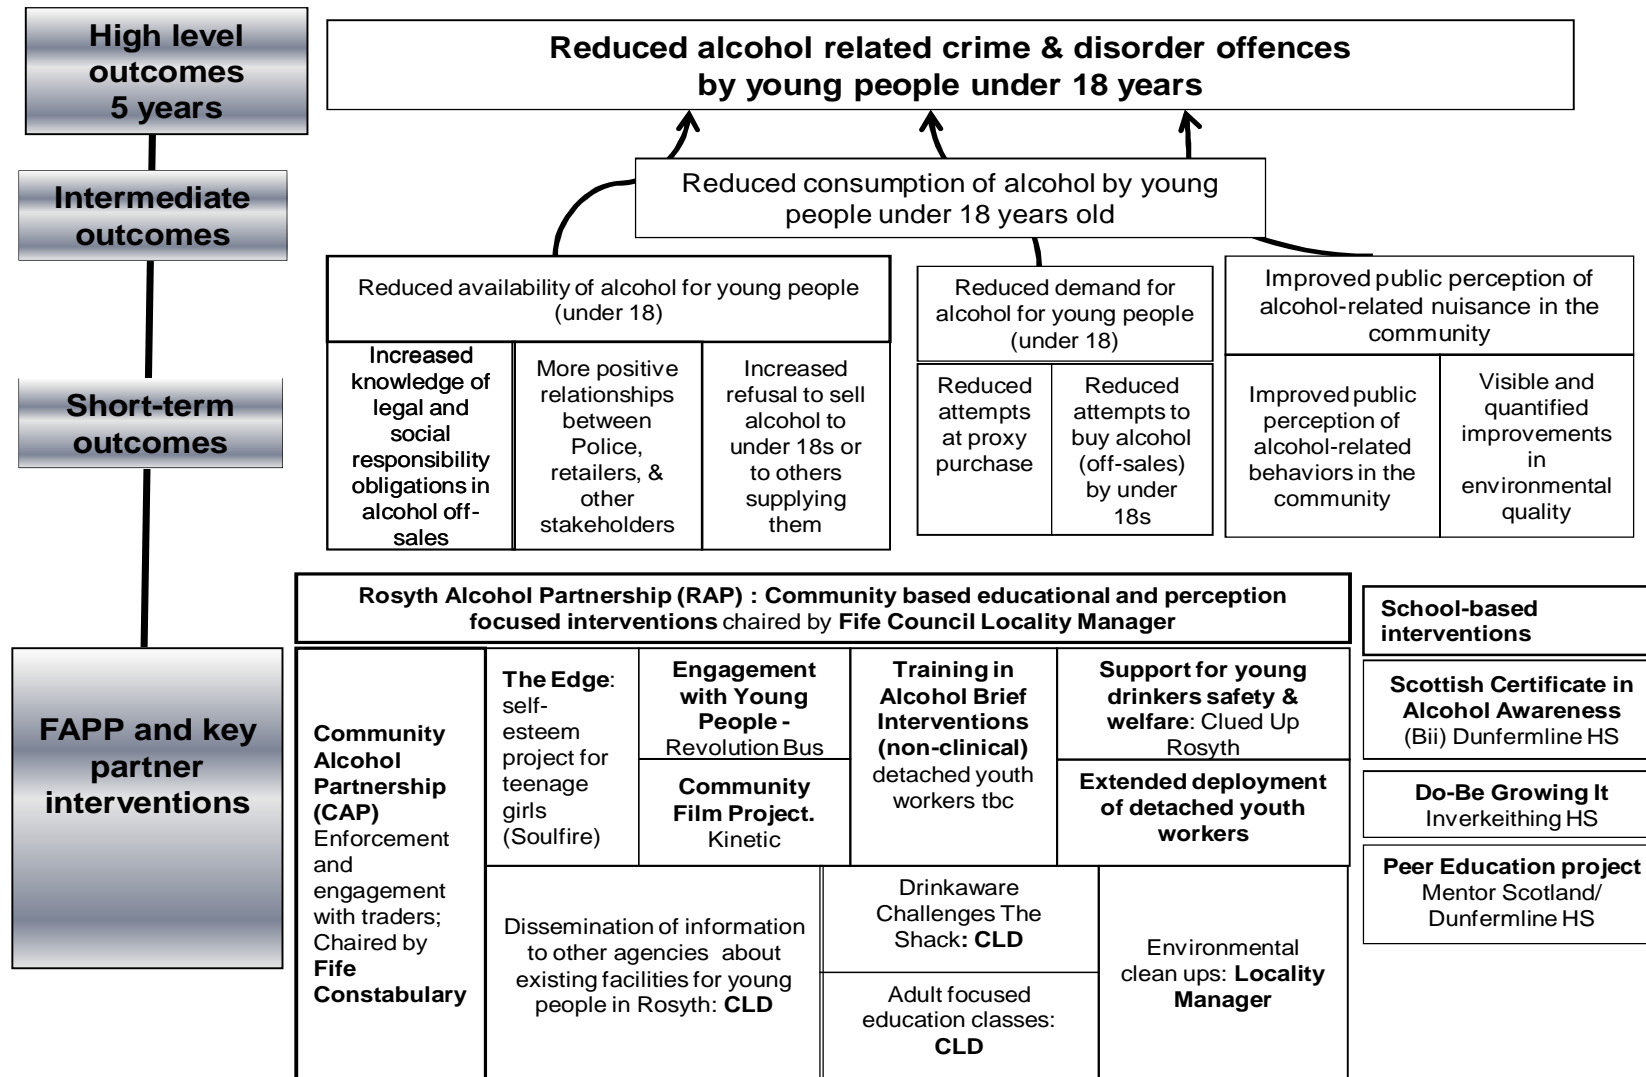 High level
outcomes
5 years
Reduced alcohol related crime & disorder offences
by young people under 18 years
Intermediate
outcomes
Reduced consumption of alcohol by young
people under 18 years old
Reduced availability of alcohol for young people
(under 18)
Reduced demand for
alcohol for young people
(under 18)
Improved public perception of
alcohol-related nuisance in the
community
Short-term
outcomes
Increased
knowledge of
legal and
social
responsibility
obligations in
alcohol off-
sales
More positive
relationships
between
Police,
retailers, &
other
stakeholders
Increased
refusal to sell
alcohol to
under 18s or
to others
supplying
them
Reduced
attempts
at proxy
purchase
Reduced
attempts to
buy alcohol
(off-sales)
by under
18s
Improved public
perception of
alcohol-related
behaviors in the
community
Visible and
quantified
improvements
in
environmental
quality
Rosyth Alcohol Partnership (RAP) : Community based educational and perception
focused interventions chaired by Fife Council Locality Manager
School-based
interventions
FAPP and key
partner
interventions
Community
Alcohol
Partnership
(CAP)
Enforcement
and
engagement
with traders;
Chaired by
Fife
Constabulary
The Edge:
self-
esteem
project for
teenage
girls
(Soulfire)
Engagement
with Young
People -
Revolution Bus
Community
Film Project.
Kinetic
Training in
Alcohol Brief
Interventions
(non-clinical)
detached youth
workers tbc
Support for young
drinkers safety &
welfare: Clued Up
Rosyth
Extended deployment
of detached youth
workers
Scottish Certificate in
Alcohol Awareness
(Bii) Dunfermline HS
Do-Be Growing It
Inverkeithing HS
Peer Education project
Mentor Scotland/
Dunfermline HS
Dissemination of information
to other agencies about
existing facilities for young
people in Rosyth: CLD
Drinkaware
Challenges The
Shack: CLD
Adult focused
education classes:
CLD
Environmental
clean ups: Locality
Manager